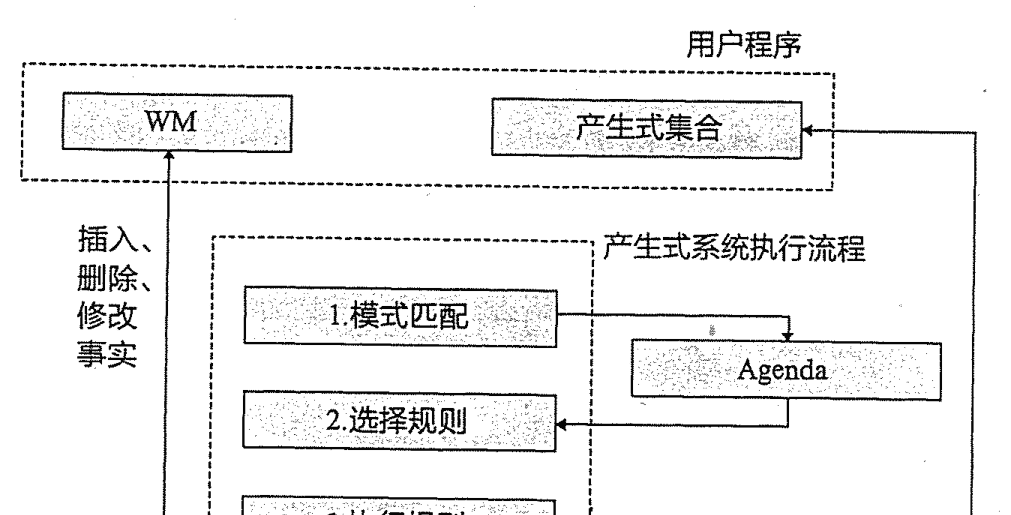 用户程序
WM
产生式集合
插入、
删除、
修改
事实
产生式系统执行流程
1.模式匹配
Agenda
2.选择规则